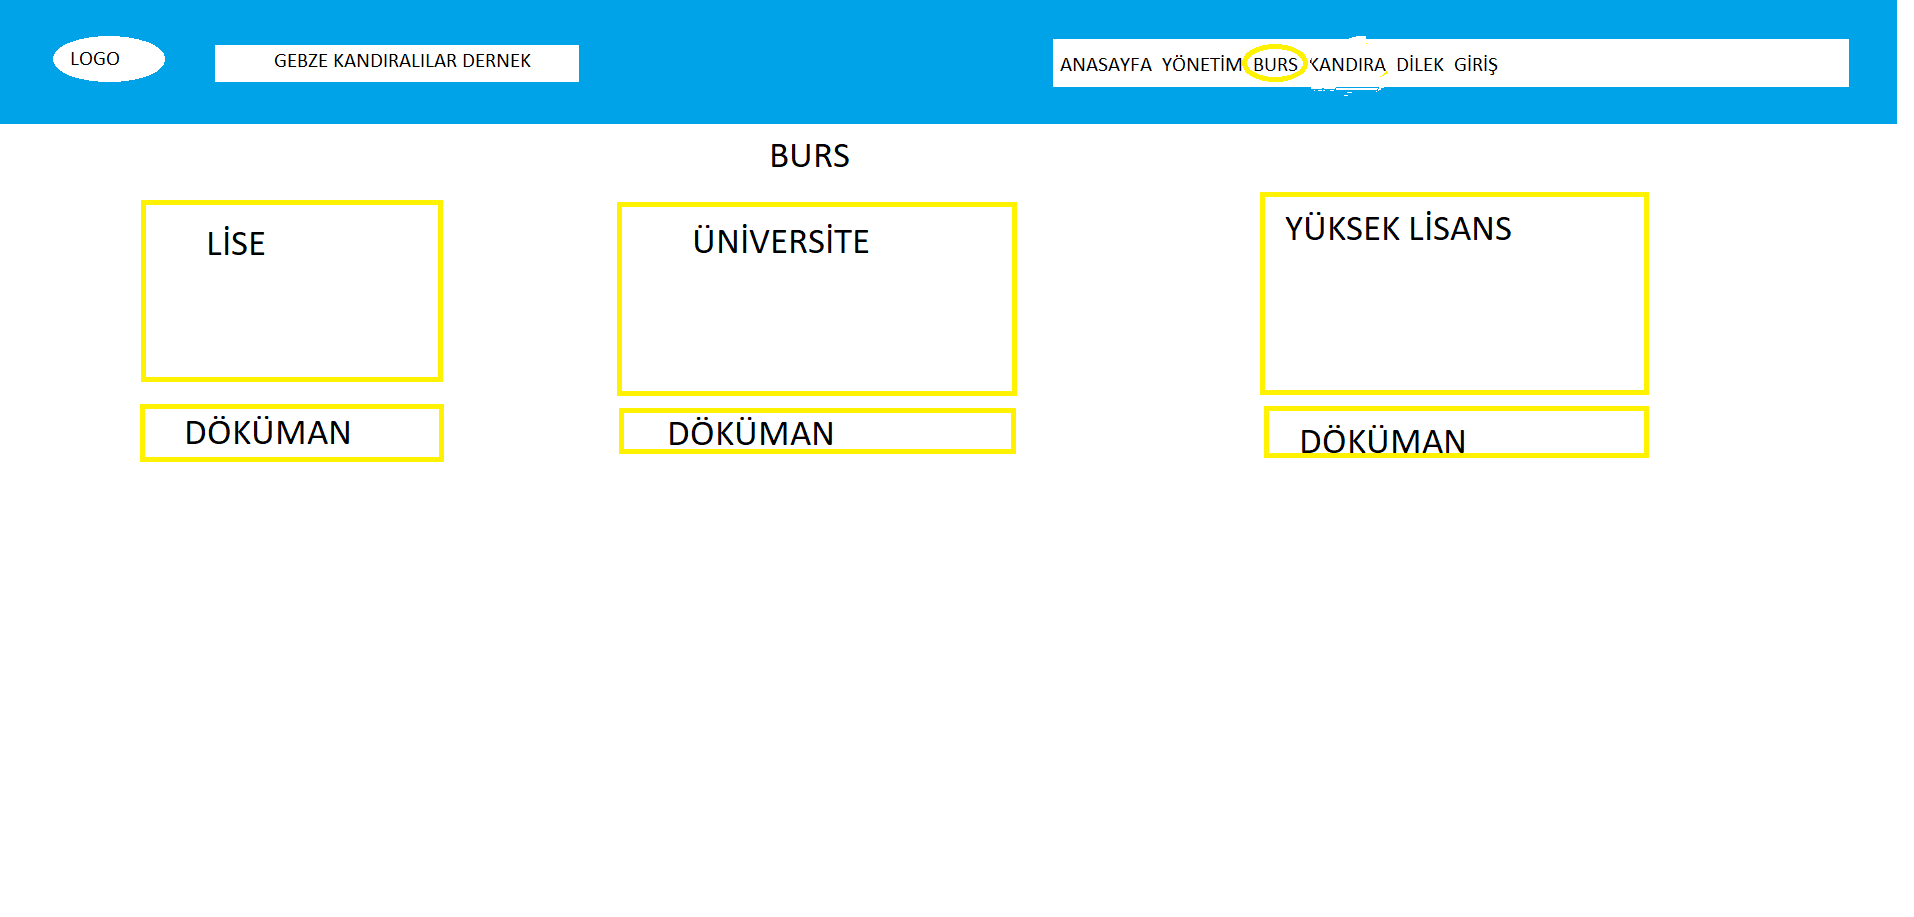 LOGO
GEBZE KANDIRALILAR DERNEK
ANASAYFA YÖNETİM BURS KANDIRA DİLEK GİRİŞ
BURS
LİSE
ÜNİVERSİTE
YÜKSEK LİSANS
DÖKÜMAN
DÖKÜMAN
DÖKÜMAN